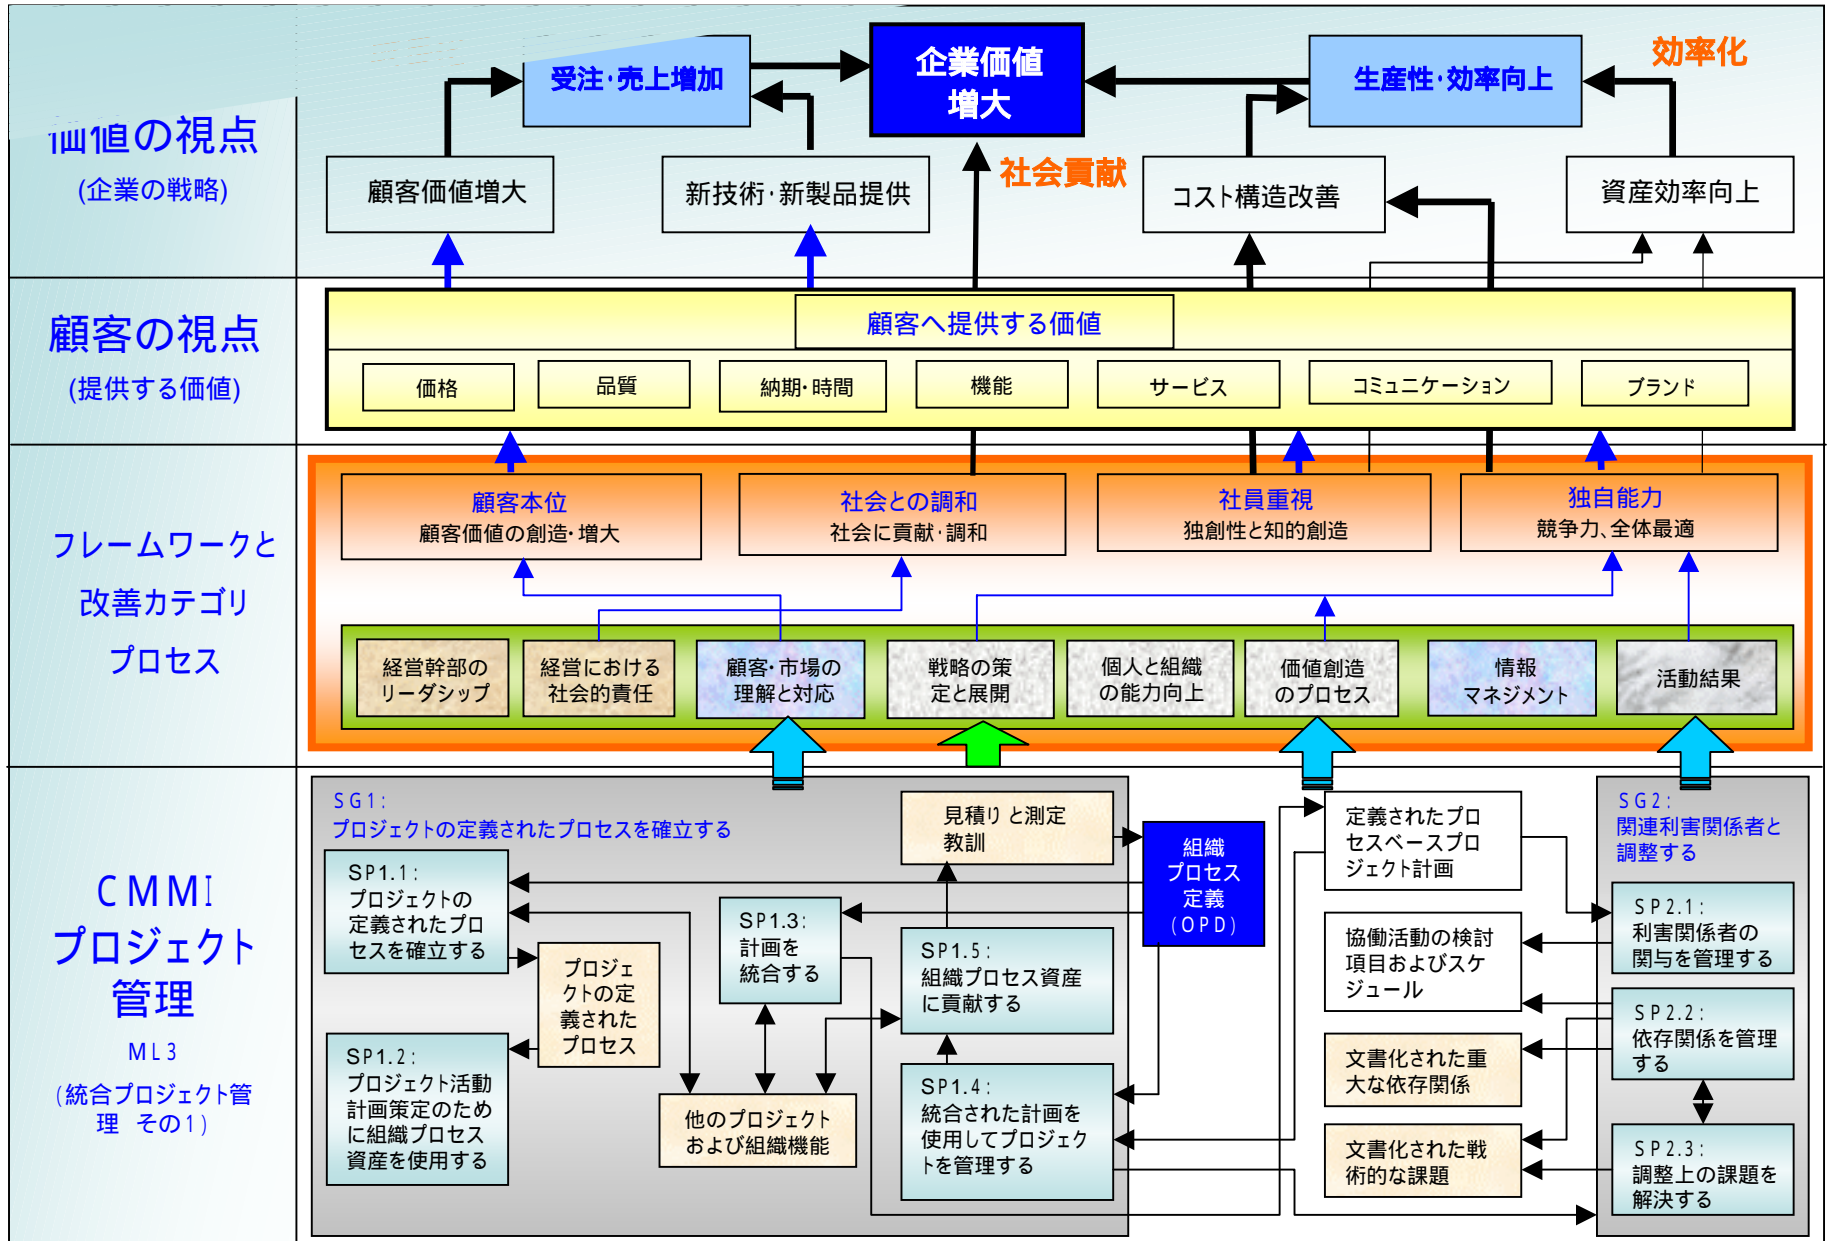 企業価値
増大
効率化
受注・売上増加
生産性・効率向上
価値の視点
(企業の戦略)
社会貢献
顧客価値増大
新技術・新製品提供
コスト構造改善
資産効率向上
顧客の視点
(提供する価値)
顧客へ提供する価値
価格
品質
納期・時間
機能
サービス
コミュニケーション
ブランド
フレームワークと
改善カテゴリ
プロセス
顧客本位
顧客価値の創造・増大
社会との調和
社会に貢献・調和
社員重視
独創性と知的創造
独自能力
競争力、全体最適
経営幹部の
リーダシップ
経営における
社会的責任
顧客・市場の
理解と対応
戦略の策
定と展開
個人と組織
の能力向上
価値創造
のプロセス
情報
マネジメント
活動結果
CMMI
プロジェクト
管理
ML3
(統合プロジェクト管
理 その1)
SG1:
プロジェクトの定義されたプロセスを確立する
見積りと測定
教訓
組織
プロセス
定義
(OPD)
定義されたプロ
セスベースプロ
ジェクト計画
SG2:
関連利害関係者と
調整する
SP1.1:
プロジェクトの
定義されたプロ
セスを確立する
プロジェ
クトの定
義された
プロセス
SP1.2:
プロジェクト活動
計画策定のため
に組織プロセス
資産を使用する
SP1.3:
計画を
統合する
SP1.5:
組織プロセス資産
に貢献する
SP1.4:
統合された計画を
使用してプロジェク
トを管理する
他のプロジェクト
および組織機能
協働活動の検討
項目およびスケ
ジュール
文書化された重
大な依存関係
文書化された戦
術的な課題
SP2.1:
利害関係者の
関与を管理する
SP2.2:
依存関係を管理
する
SP2.3:
調整上の課題を
解決する